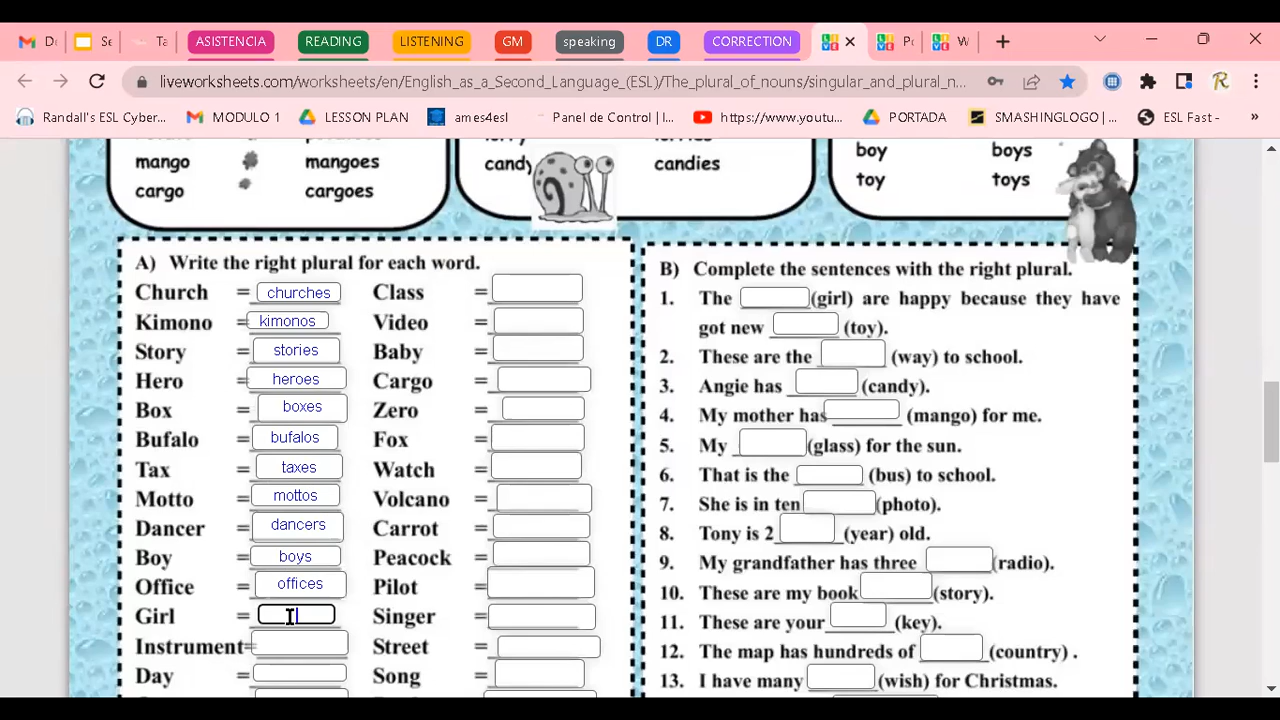 D
Se
Ta
ASISTENCIA
READING
LISTENING
GM
speaking
DR
CORRECTION
Po
W
liveworksheets.com/worksheets/en/English_as_a_Second_Language_(ESL)/The_plural_of_nouns/singular_and_plural_n...
Randall's ESL Cyber...
MODULO 1
LESSON PLAN
ames4esl
Panel de Control | I...
https://www.youtu...
PORTADA
SMASHINGLOGO | ...
ESL Fast -
»
mango mangoes
cargo cargoes
candy candies
boy boys
toy toys
A) Write the right plural for each word.
Church = churches Class =
Kimono = kimonos Video =
Story = stories Baby =
Hero = heroes Cargo =
Box = boxes Zero =
Bufalo = bufalos Fox =
Tax = taxes Watch =
Motto = mottos Volcano =
Dancer = dancers Carrot =
Boy = boys Peacock =
Office = offices Pilot =
Girl = Singer =
Instrument= Street =
Day = Song =
B) Complete the sentences with the right plural.
1. The (girl) are happy because they have
got new (toy).
2. These are the (way) to school.
3. Angie has (candy).
4. My mother has (mango) for me.
5. My (glass) for the sun.
6. That is the (bus) to school.
7. She is in ten (photo).
8. Tony is 2 (year) old.
9. My grandfather has three (radio).
10. These are my book (story).
11. These are your (key).
12. The map has hundreds of (country) .
13. I have many (wish) for Christmas.